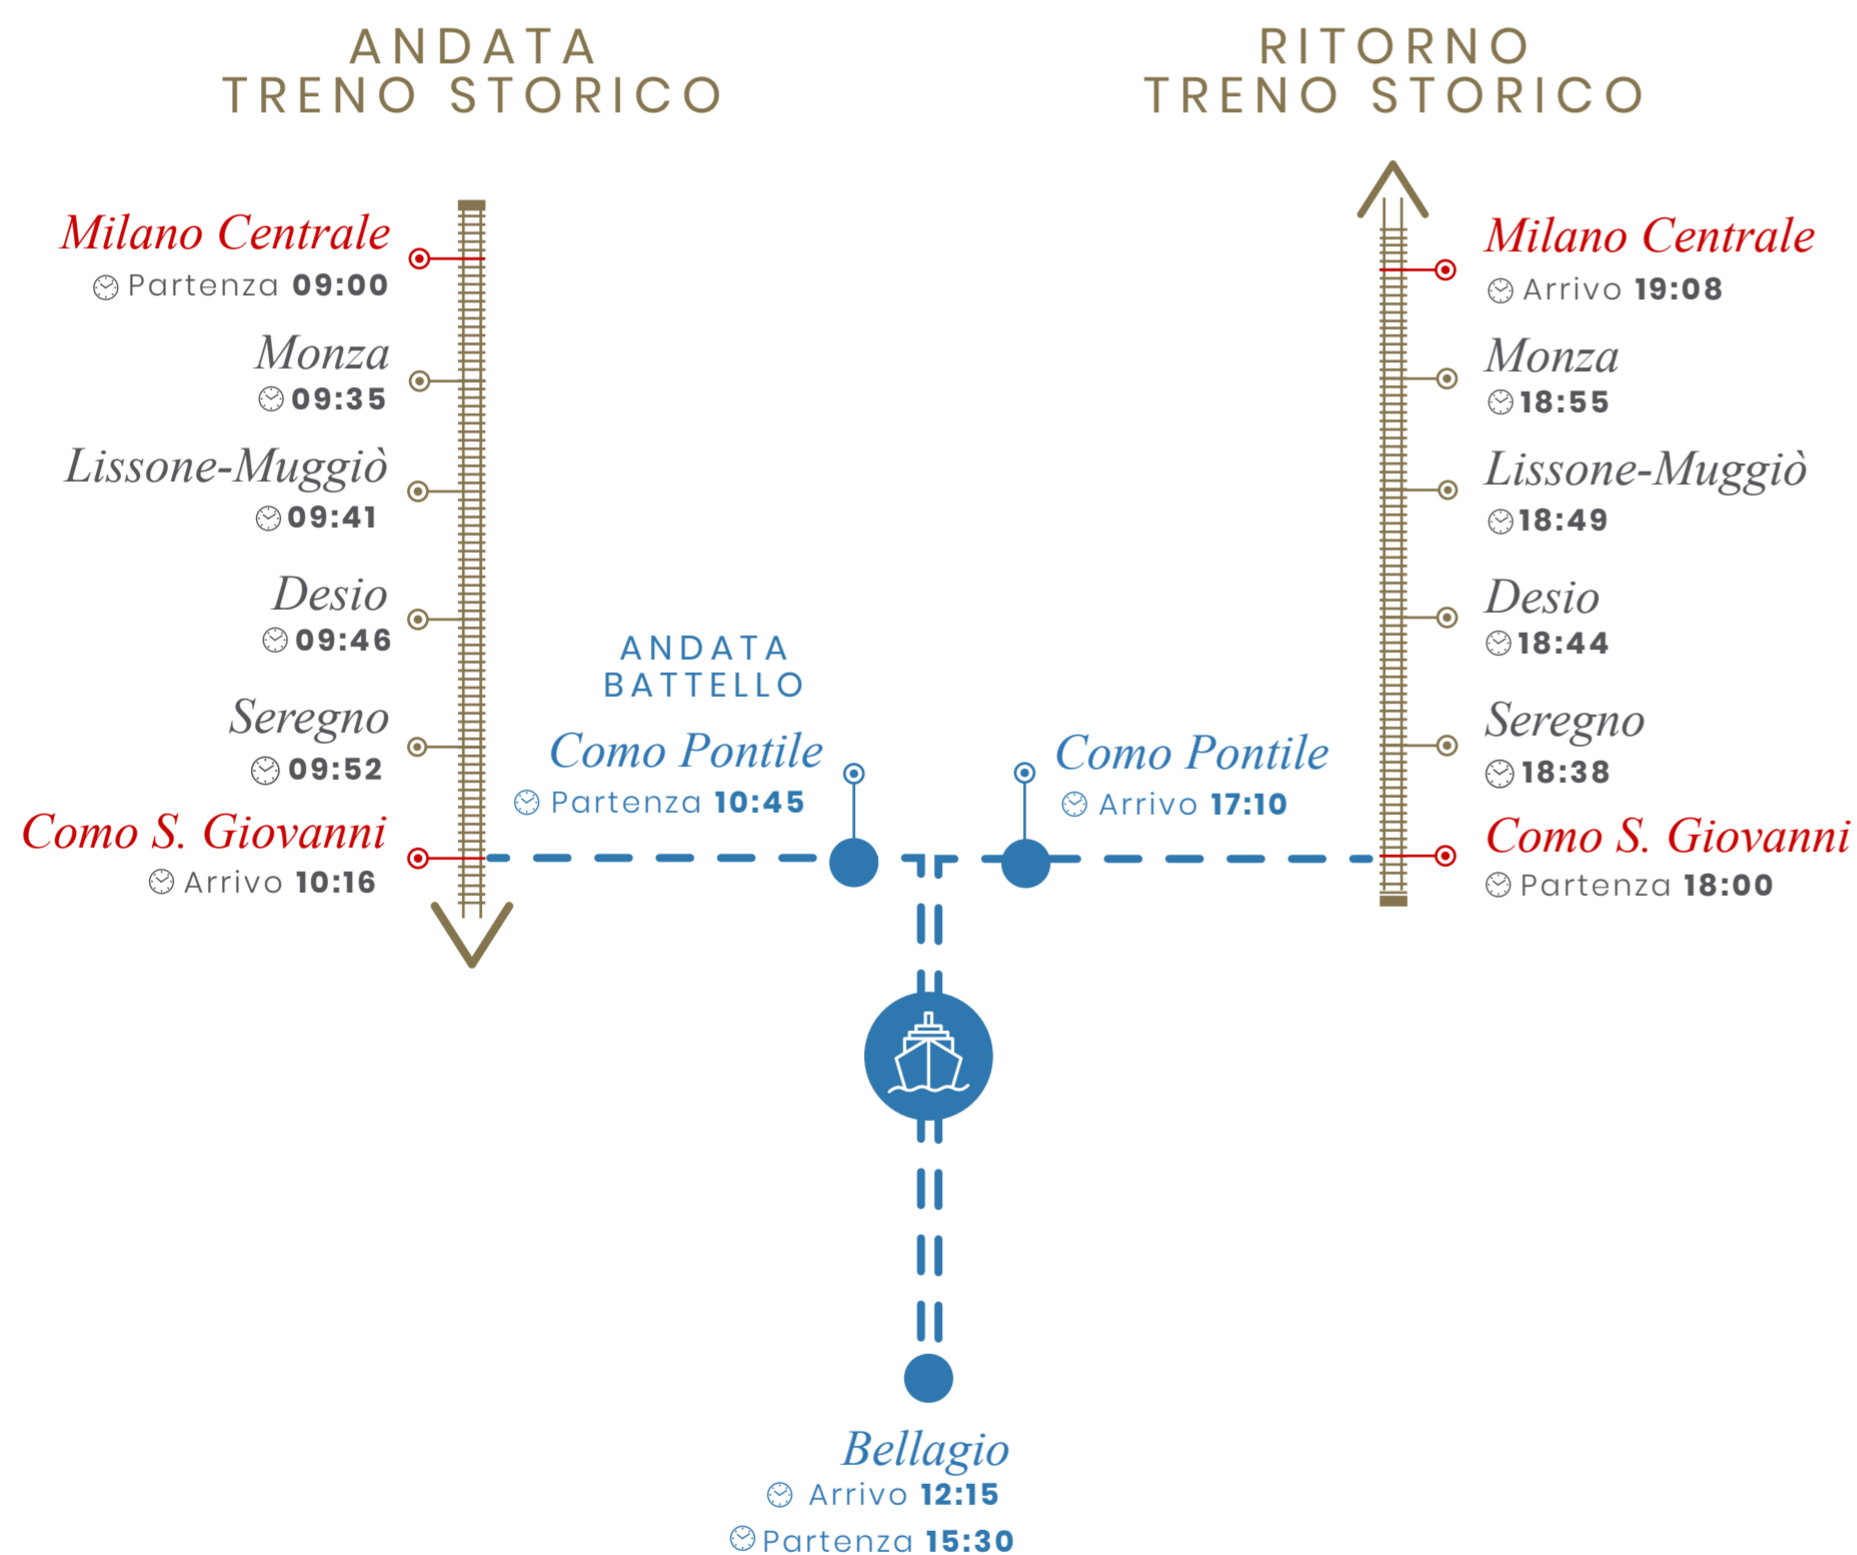 ANDATA
TRENO STORICO
Milano Centrale
Partenza 09:00
Monza
09:35
Lissone-Muggiò
09:41
Desio
09:46
Seregno
09:52
Como S. Giovanni
Arrivo 10:16
ANDATA
BATTELLO
Como Pontile
Partenza 10:45
Como Pontile
Arrivo 17:10
Bellagio
Arrivo 12:15
Partenza 15:30
RITORNO
TRENO STORICO
Milano Centrale
Arrivo 19:08
Monza
18:55
Lissone-Muggiò
18:49
Desio
18:44
Seregno
18:38
Como S. Giovanni
Partenza 18:00